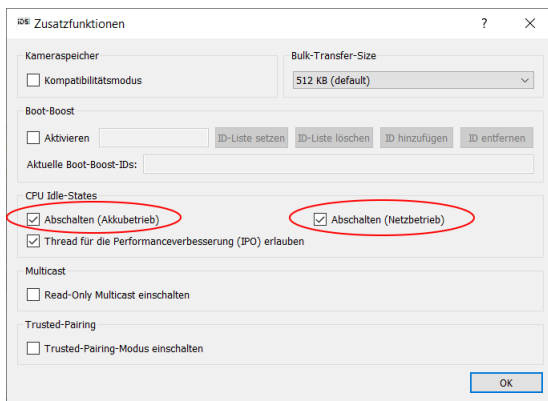 iDS: Zusatzfunktionen
Kameraspeicher
Kompatibilitätsmodus
Bulk-Transfer-Size
512 KB (default)
Boot-Boost
Aktivieren ID-Liste setzen ID-Liste löschen ID hinzufügen ID entfernen
Aktuelle Boot-Boost-IDs:
CPU Idle-States
Abschalten (Akkubetrieb) Abschalten (Netzbetrieb)
Thread für die Performanceverbesserung (IPO) erlauben
Multicast
Read-Only Multicast einschalten
Trusted-Pairing
Trusted-Pairing-Modus einschalten
OK